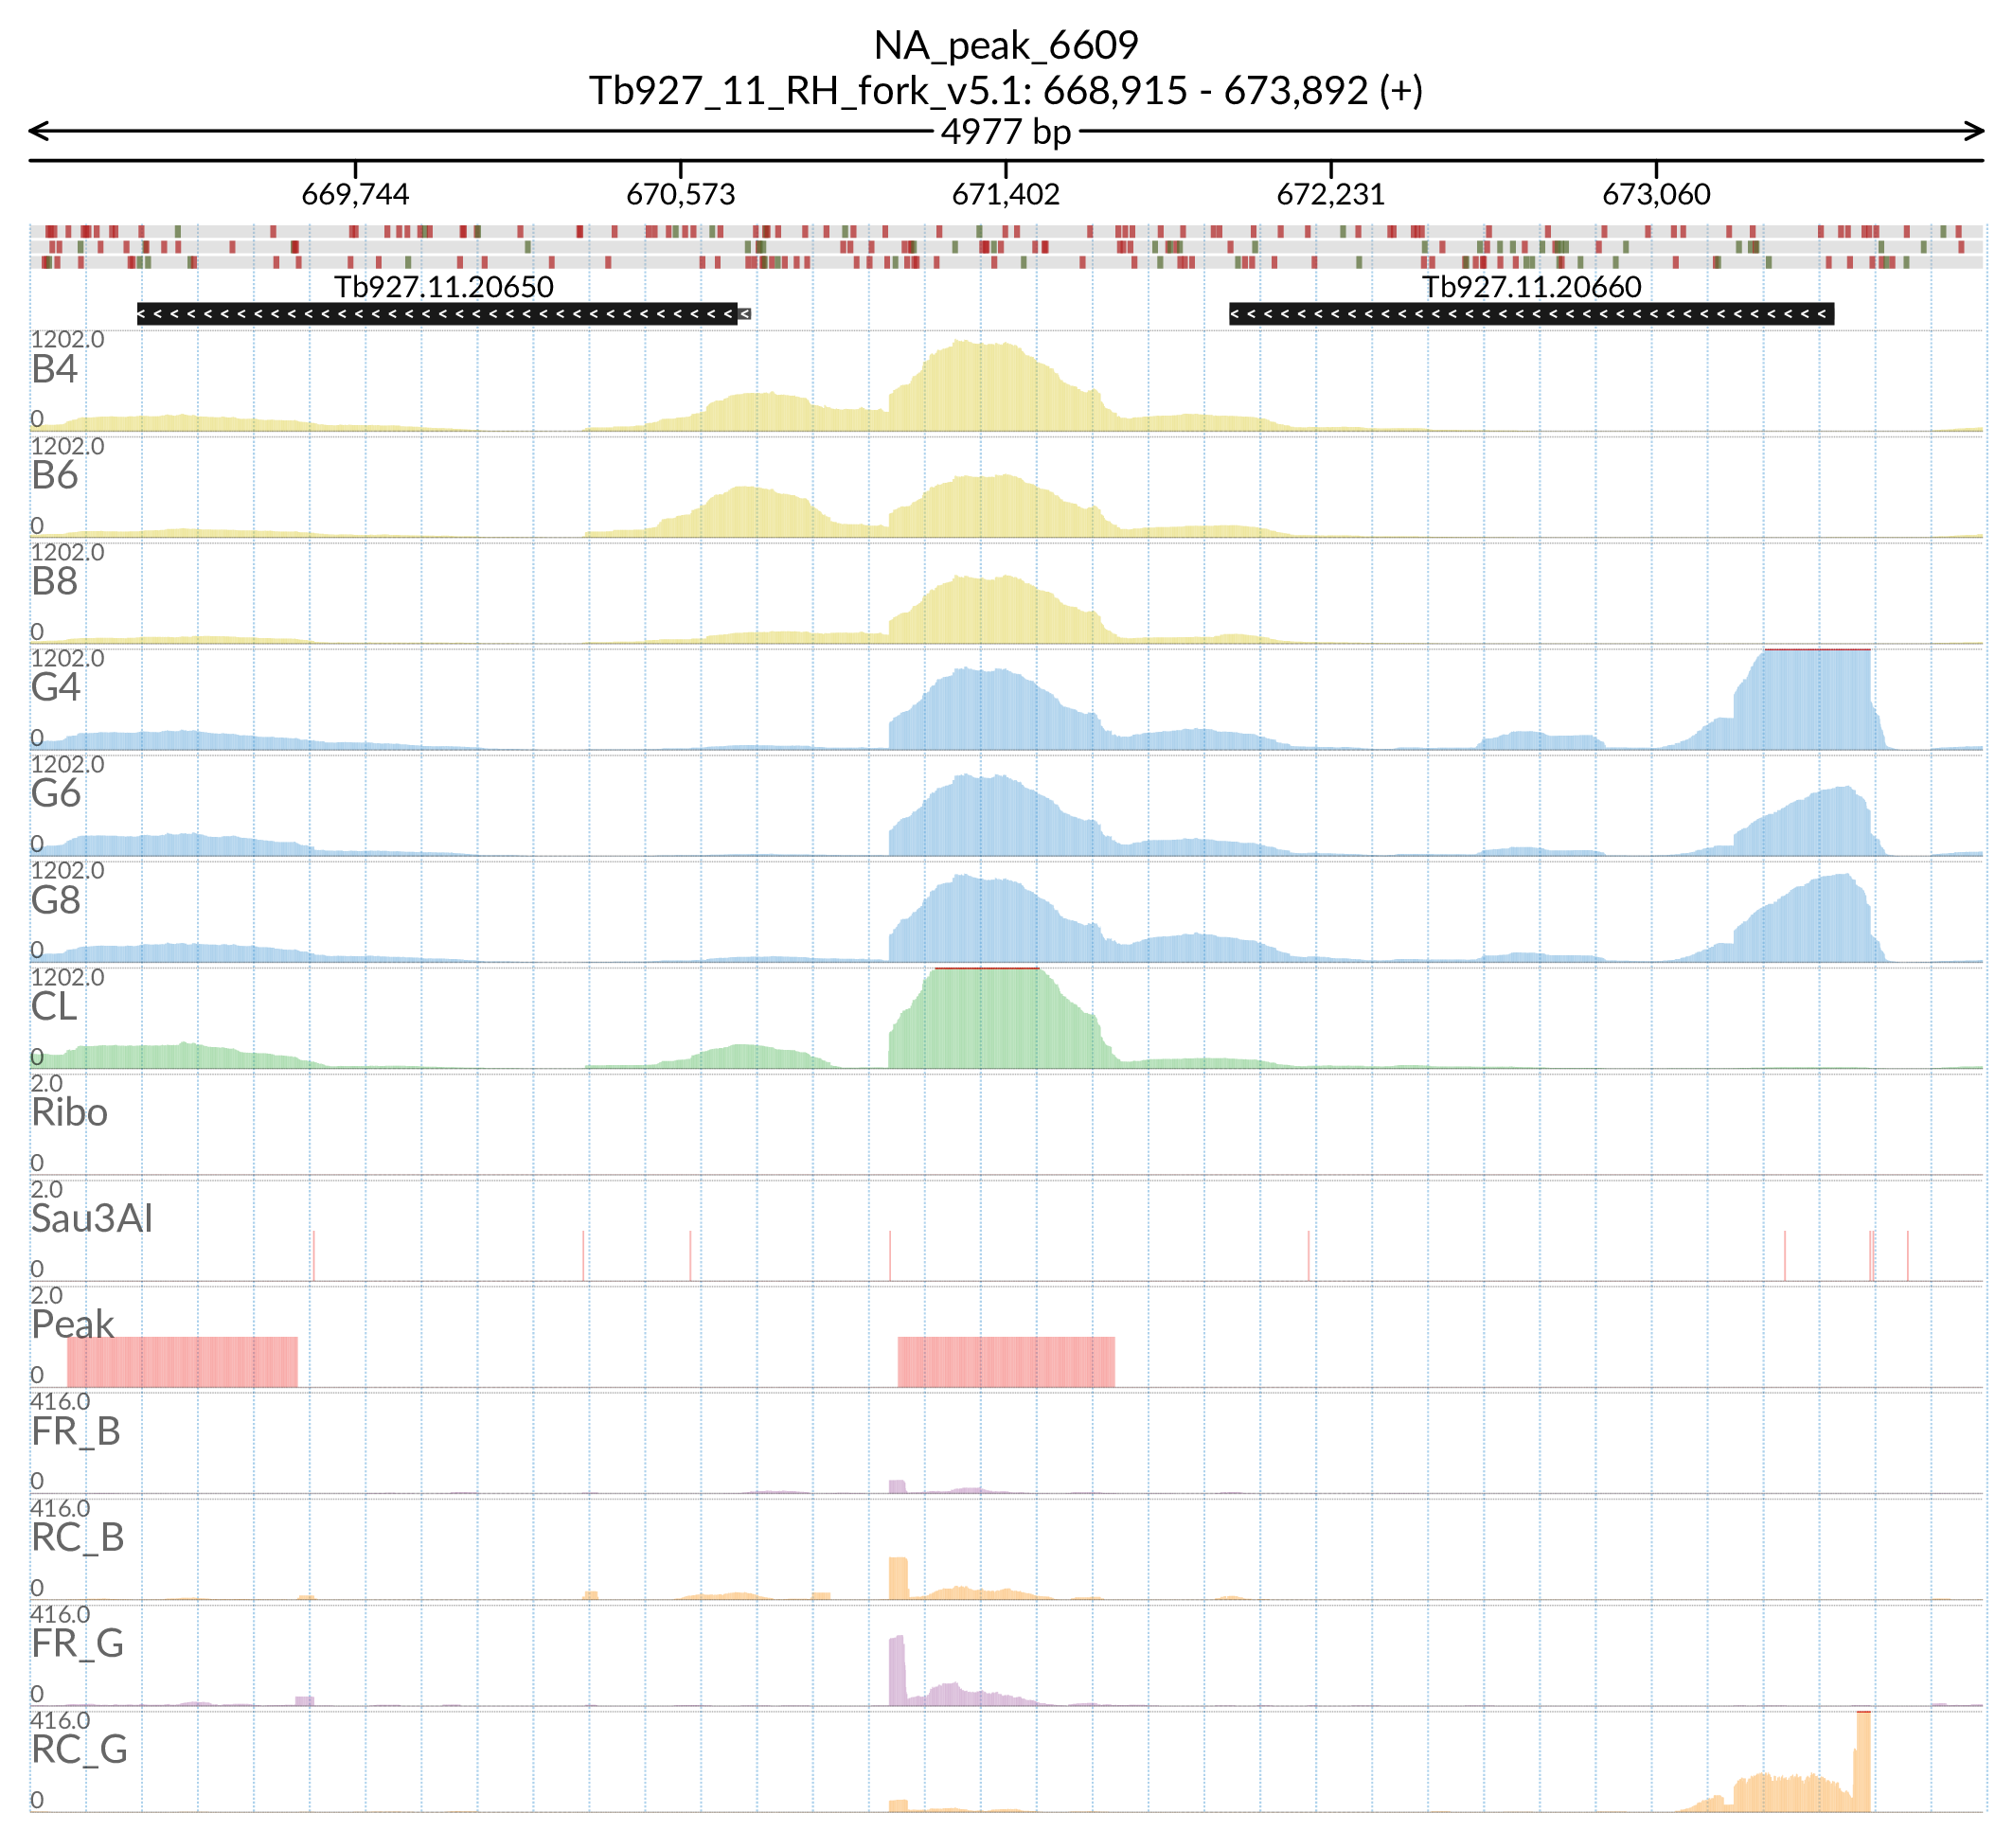 NA_peak_6609
Tb927_11_RH_fork_v5.1: 668,915 - 673,892 (+)
4977 bp
669,744 670,573 671,402 672,231 673,060
Tb927.11.20650 Tb927.11.20660
1202.0
B4
0
1202.0
B6
0
1202.0
B8
0
1202.0
G4
0
1202.0
G6
0
1202.0
G8
0
1202.0
CL
0
2.0
Ribo
0
2.0
Sau3AI
0
2.0
Peak
0
416.0
FR_B
0
416.0
RC_B
0
416.0
FR_G
0
416.0
RC_G
0